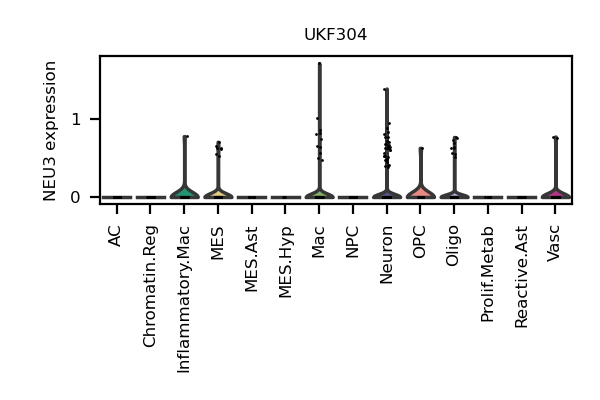 UKF304
NEU3 expression
1
0
AC
Chromatin.Reg
Inflammatory.Mac
MES
MES.Ast
MES.Hyp
Mac
NPC
Neuron
OPC
Oligo
Prolif.Metab
Reactive.Ast
Vasc